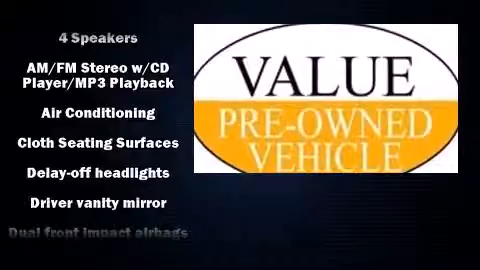 4 Speakers
AM/FM Stereo w/CD
Player/MP3 Playback
Air Conditioning
Cloth Seating Surfaces
Delay-off headlights
Driver vanity mirror
Dual front impact airbags
VALUE
PRE-OWNED
VEHICLE